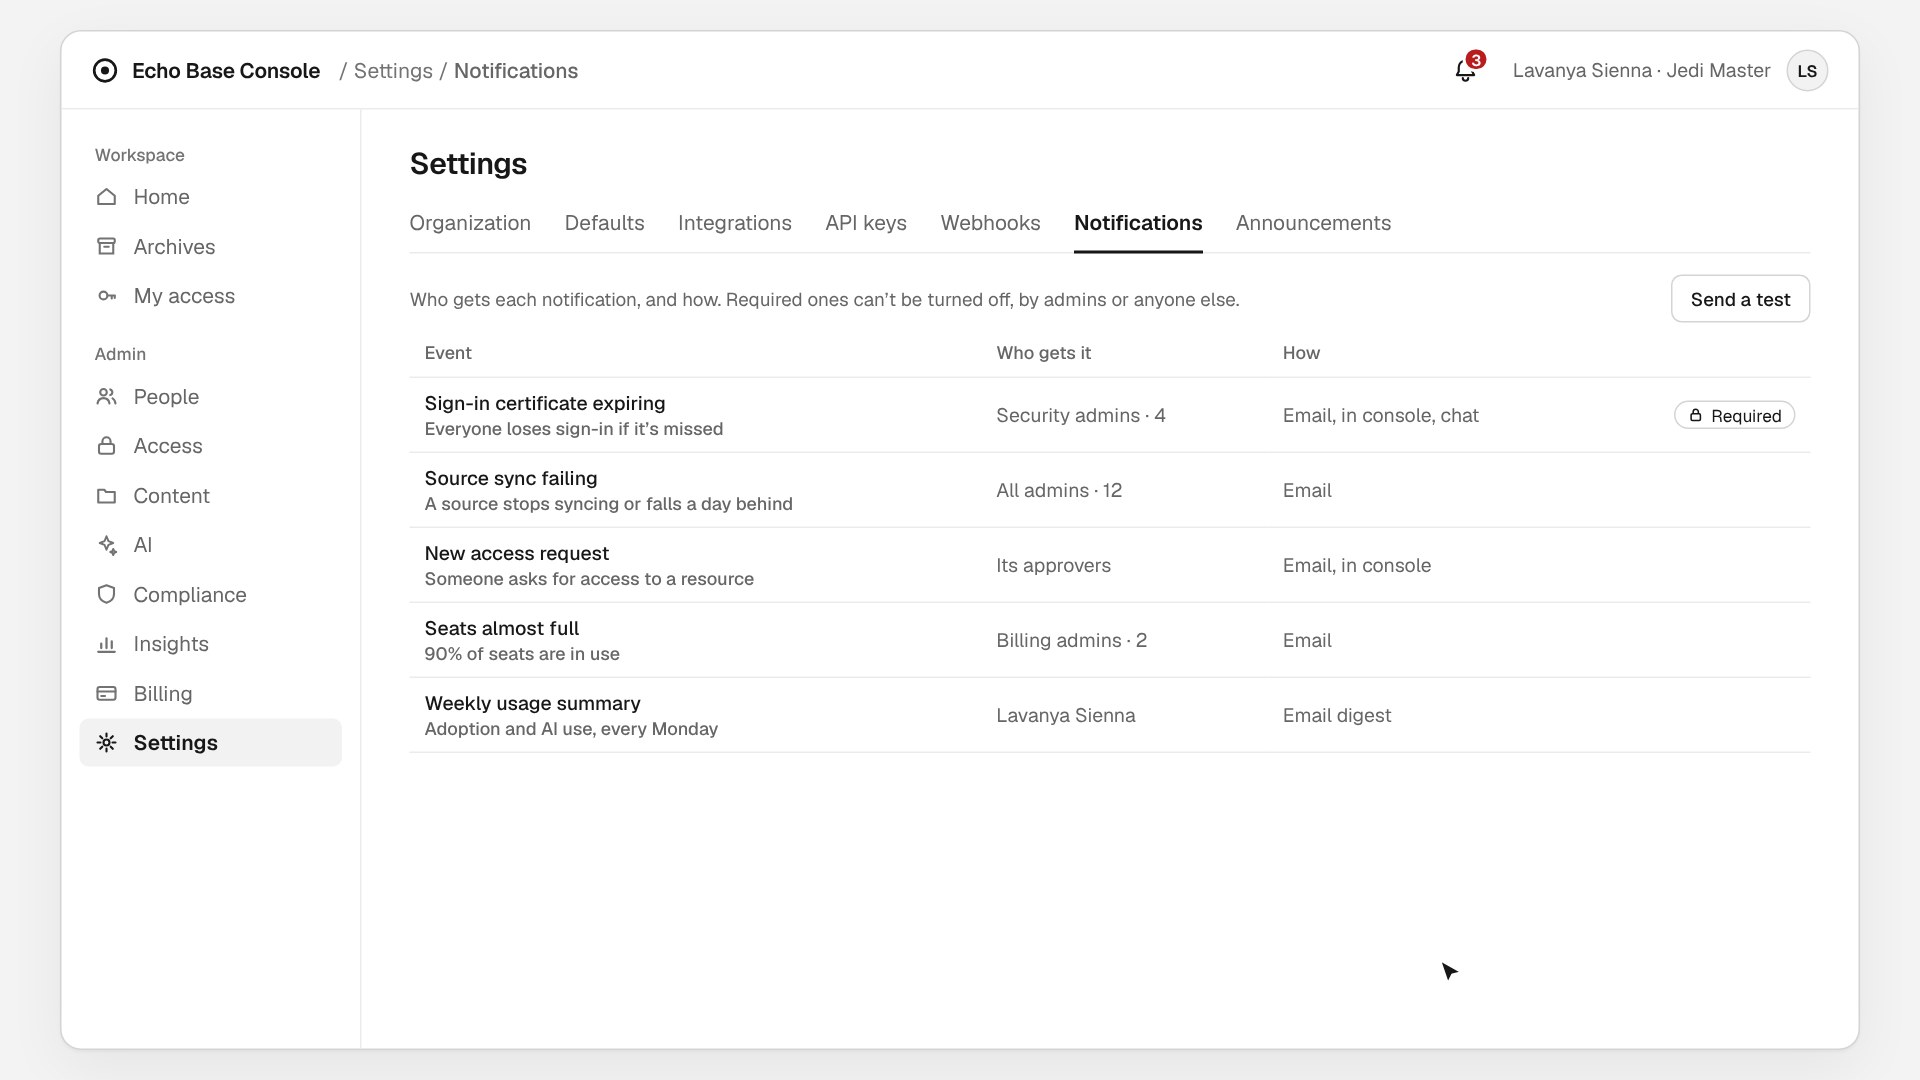 Echo Base Console / Settings / Notifications
3
Lavanya Sienna · Jedi Master
LS
Workspace
Home
Archives
My access
Admin
People
Access
Content
AI
Compliance
Insights
Billing
Settings
Settings
Organization Defaults Integrations API keys Webhooks Notifications Announcements
Who gets each notification, and how. Required ones can’t be turned off, by admins or anyone else.
Send a test
Event Who gets it How
Sign-in certificate expiring
Everyone loses sign-in if it’s missed
Security admins · 4
Email, in console, chat
Required
Source sync failing
A source stops syncing or falls a day behind
All admins · 12
Email
New access request
Someone asks for access to a resource
Its approvers
Email, in console
Seats almost full
90% of seats are in use
Billing admins · 2
Email
Weekly usage summary
Adoption and AI use, every Monday
Lavanya Sienna
Email digest